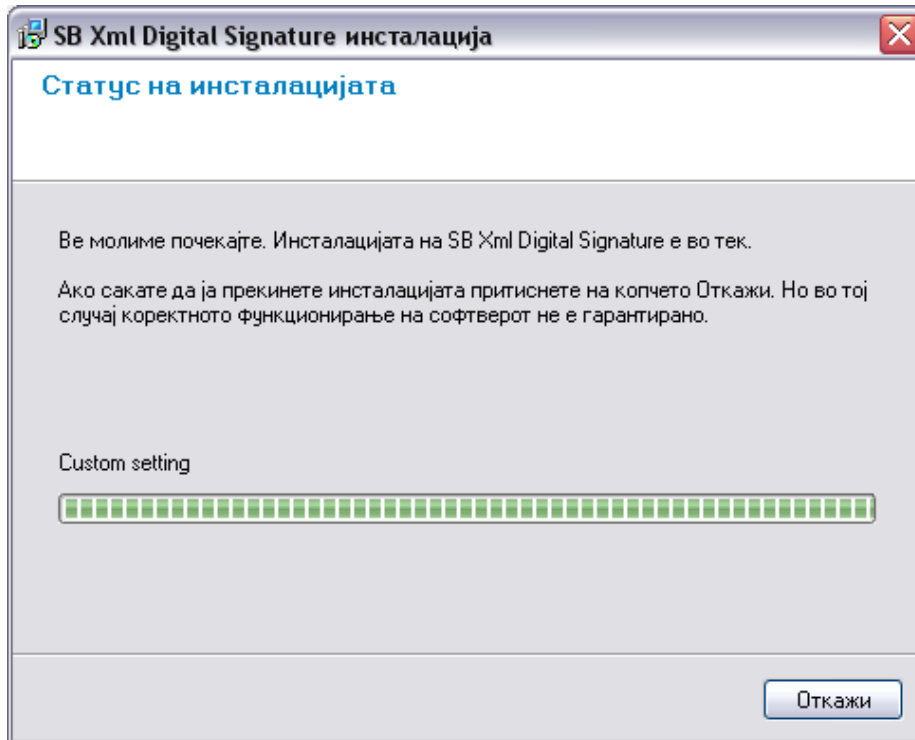 SB Xml Digital Signature инсталација
Статус на инсталацијата
Ве молиме почекајте. Инсталацијата на SB Xml Digital Signature е во тек.
Ако сакате да ја прекинете инсталацијата притиснете на копчето Откажи. Но во тој
случај коректното функционирање на софтверот не е гарантирано.
Custom setting
Откажи